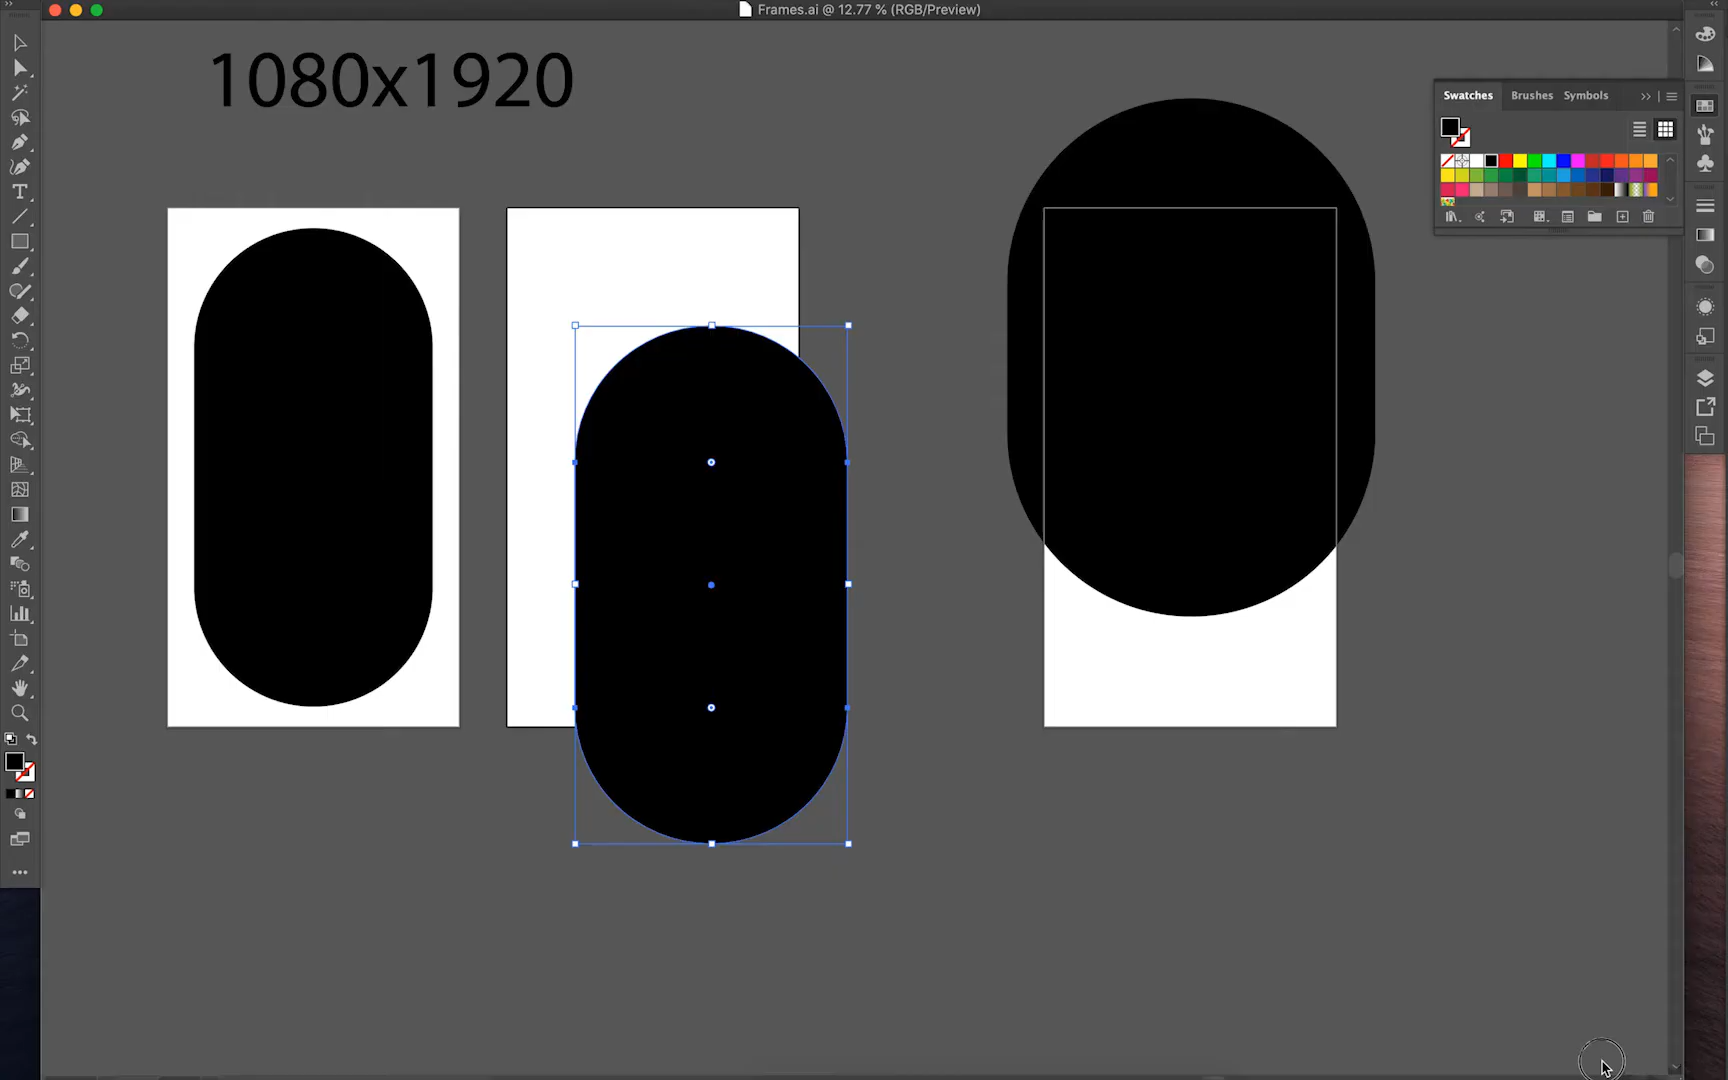 Frames.ai @ 12.77 % (RGB/Preview)
1080x1920
Swatches Brushes Symbols